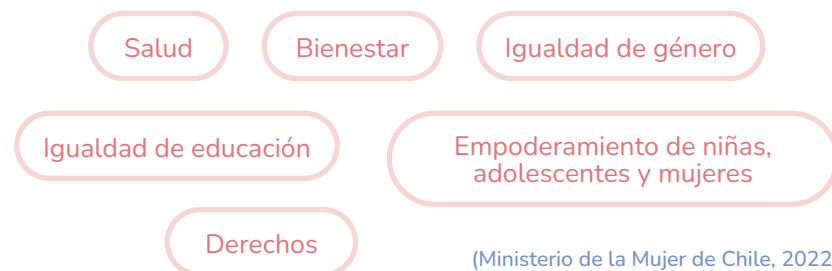 Salud
Bienestar
Igualdad de género
Igualdad de educación
Empoderamiento de niñas,
adolescentes y mujeres
Derechos
(Ministerio de la Mujer de Chile, 2022